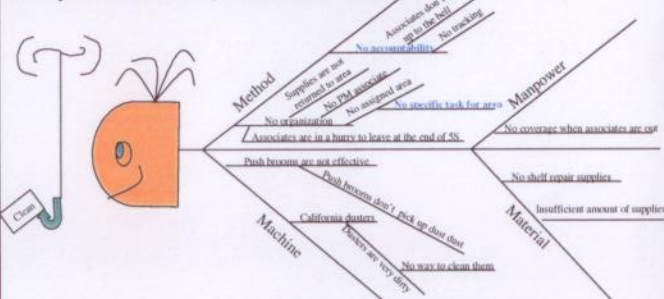 Associates don't
up to the bell
No tracking
No accountability
Method
Supplies are not
returned to area
No PM associate
No assigned area
No specific task for area
No organization
Associates are in a hurry to leave at the end of 5S
Manpower
No coverage when associates are out
Clean
Push brooms are not effective
Push brooms don't pick up dust dust
California dusters
Dusters are very dirty
No way to clean them
Machine
No shelf repair supplies
Insufficient amount of supplies
Material